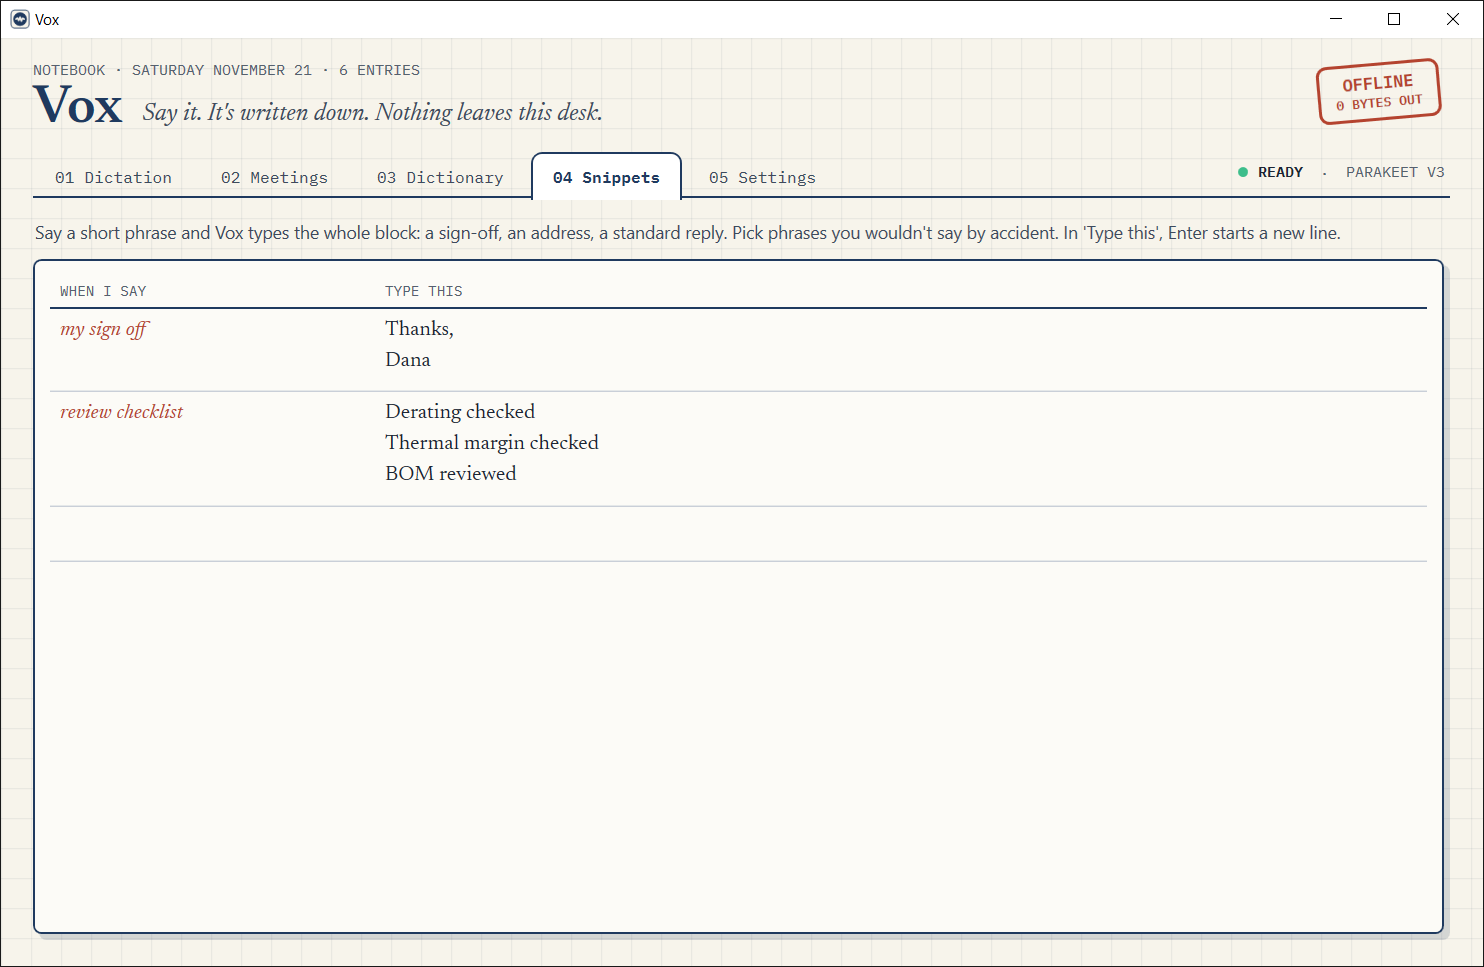 Vox
NOTEBOOK · SATURDAY NOVEMBER 21 · 6 ENTRIES
Vox Say it. It's written down. Nothing leaves this desk.
OFFLINE
0 BYTES OUT
01 Dictation 02 Meetings 03 Dictionary 04 Snippets 05 Settings
READY · PARAKEET V3
Say a short phrase and Vox types the whole block: a sign-off, an address, a standard reply. Pick phrases you wouldn't say by accident. In 'Type this', Enter starts a new line.
WHEN I SAY TYPE THIS
my sign off Thanks,
Dana
review checklist Derating checked
Thermal margin checked
BOM reviewed